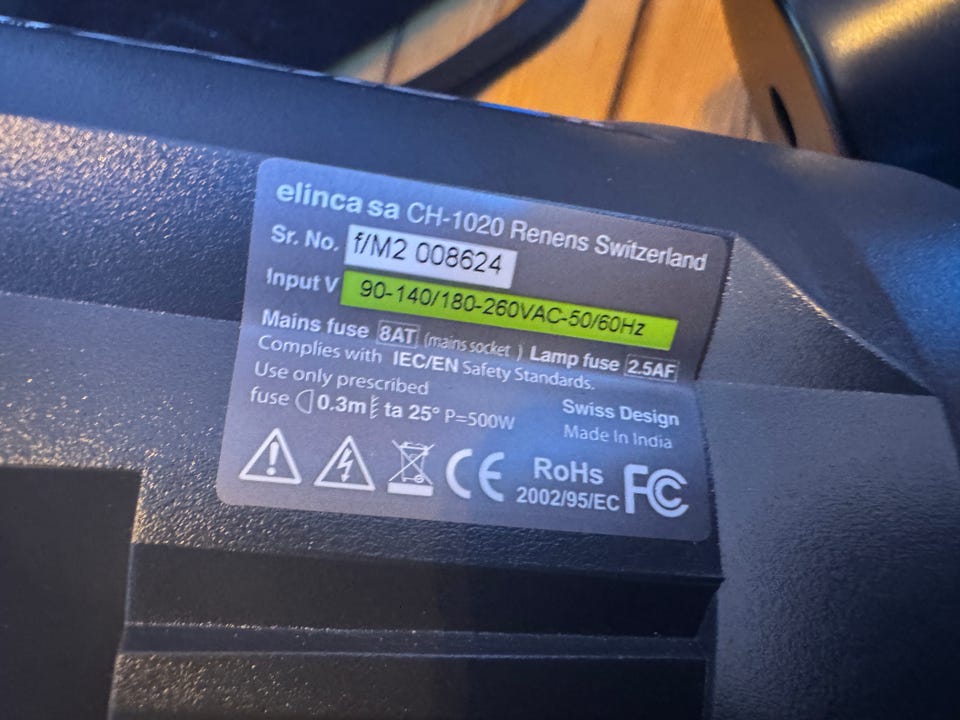 elinca sa CH-1020 Renens Switzerland
Sr. No. f/M2 008624
Input V 90-140/180-260VAC-50/60Hz
Mains fuse 8AT (mains socket ) Lamp fuse 2.5AF
Complies with IEC/EN Safety Standards.
Use only prescribed
fuse 0.3m ta 25° P=500W
Swiss Design
Made In India
CE RoHs
2002/95/EC FC